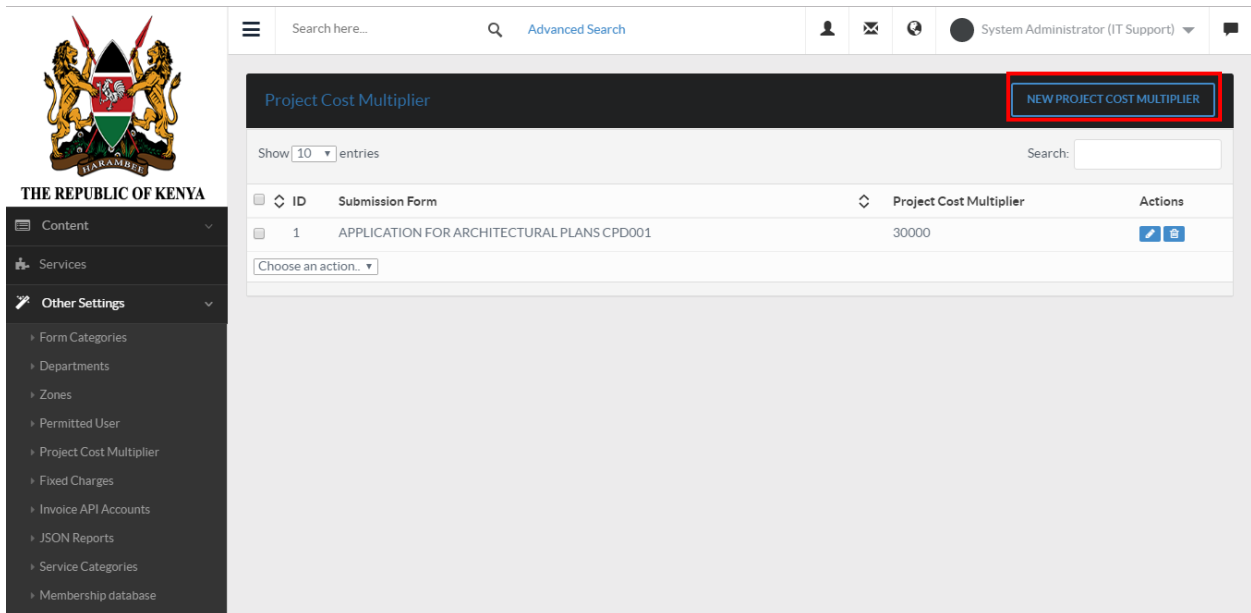 HARAMBEE
THE REPUBLIC OF KENYA
Content
Services
Other Settings
Form Categories
Departments
Zones
Permitted User
Project Cost Multiplier
Fixed Charges
Invoice API Accounts
JSON Reports
Service Categories
Membership database
Search here... Advanced Search System Administrator (IT Support)
Project Cost Multiplier NEW PROJECT COST MULTIPLIER
Show 10 entries Search:
ID Submission Form Project Cost Multiplier Actions
1 APPLICATION FOR ARCHITECTURAL PLANS CPD001 30000
Choose an action..